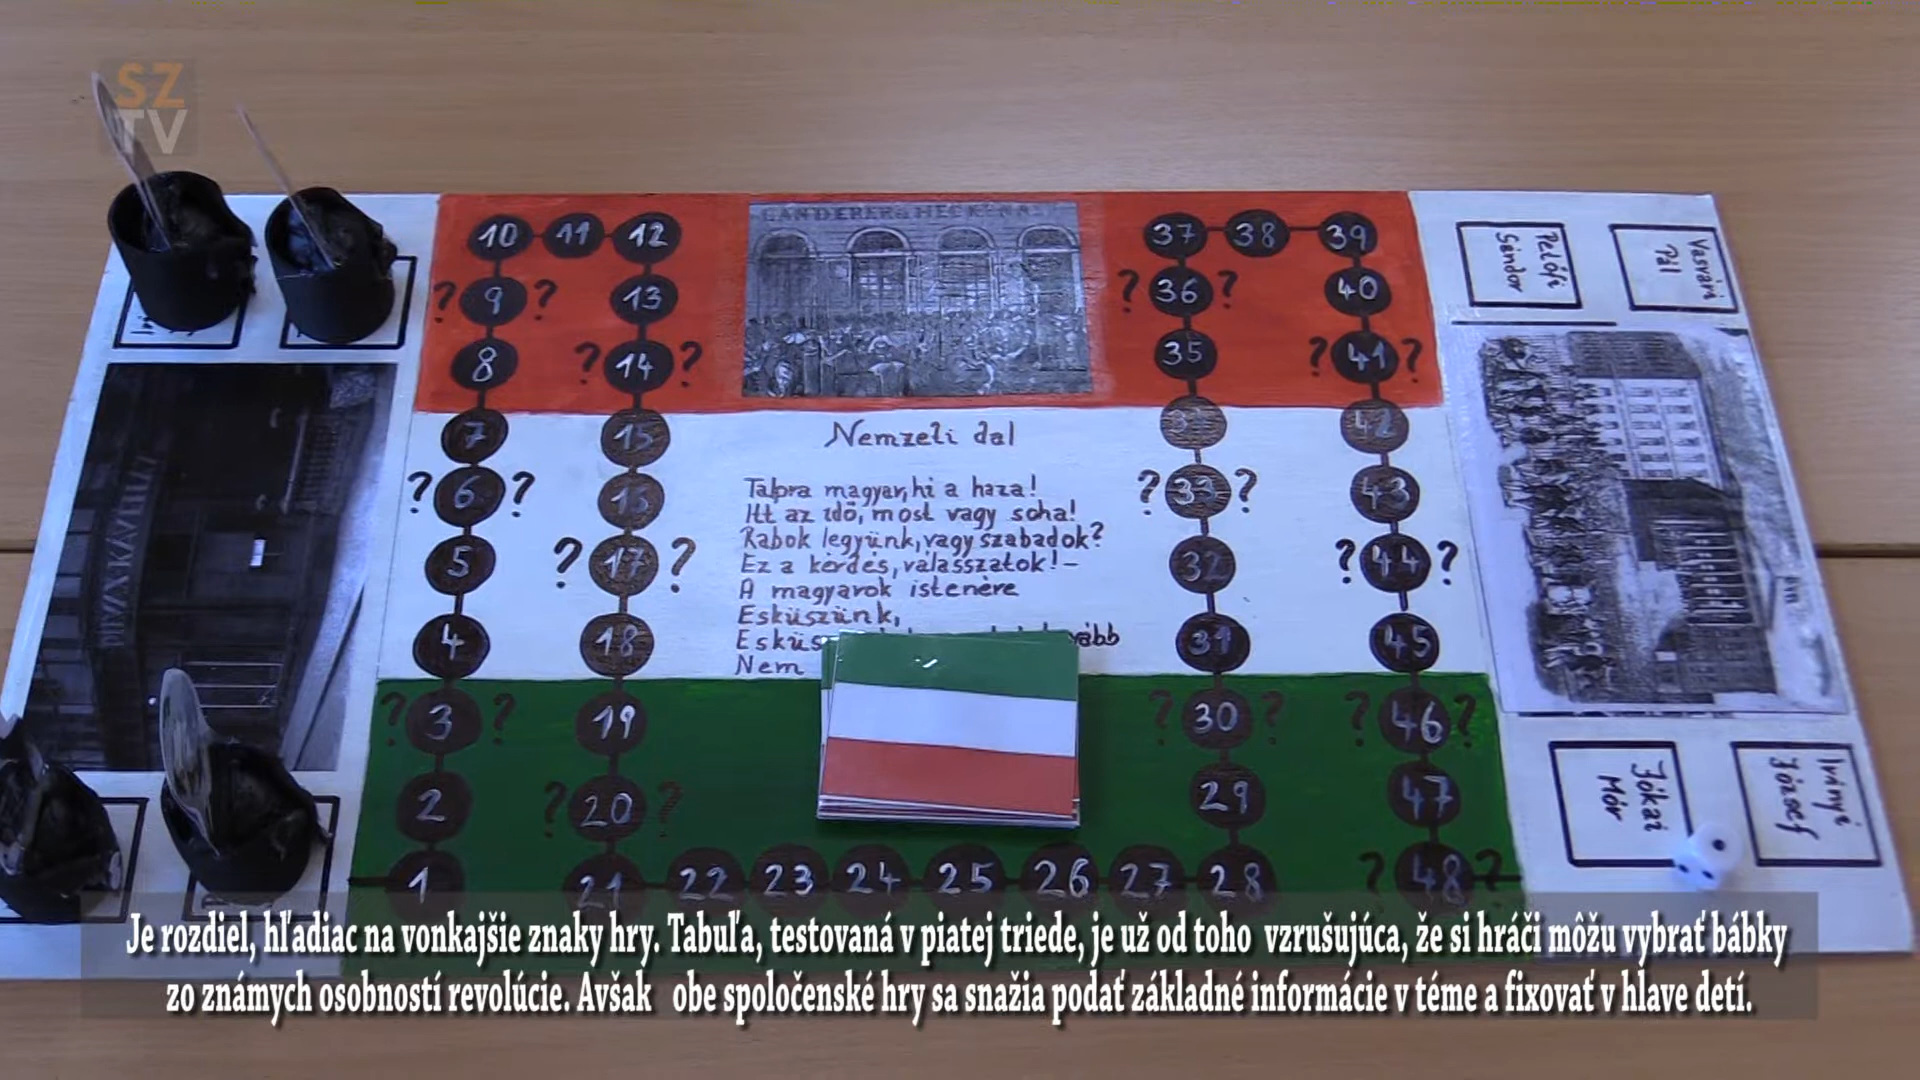 SZ
TV
10 11 12
9 13
8 14
7 15
6 16
5 17
4 18
3 19
2 20
1 21 22 23 24 25 26 27 28
37 38 39
36 40
35 41
42
33 43
32 44
31 45
30 46
29 47
48
PILVAX KÁVÉHÁZ
LANDERER & HECKENAST
Nemzeti dal
Talpra magyar, hí a haza!
Itt az idő, most vagy soha!
Rabok legyünk, vagy szabadok?
Ez a kérdés, válasszatok! –
A magyarok istenére
Esküszünk,
Esküs vább
Nem
Petőfi
Sándor
Vasvári
Pál
Jókai
Mór
Irányi
József
Je rozdiel, hľadiac na vonkajšie znaky hry. Tabuľa, testovaná v piatej triede, je už od toho vzrušujúca, že si hráči môžu vybrať bábky
zo známych osobností revolúcie. Avšak obe spoločenské hry sa snažia podať základné informácie v téme a fixovať v hlave detí.